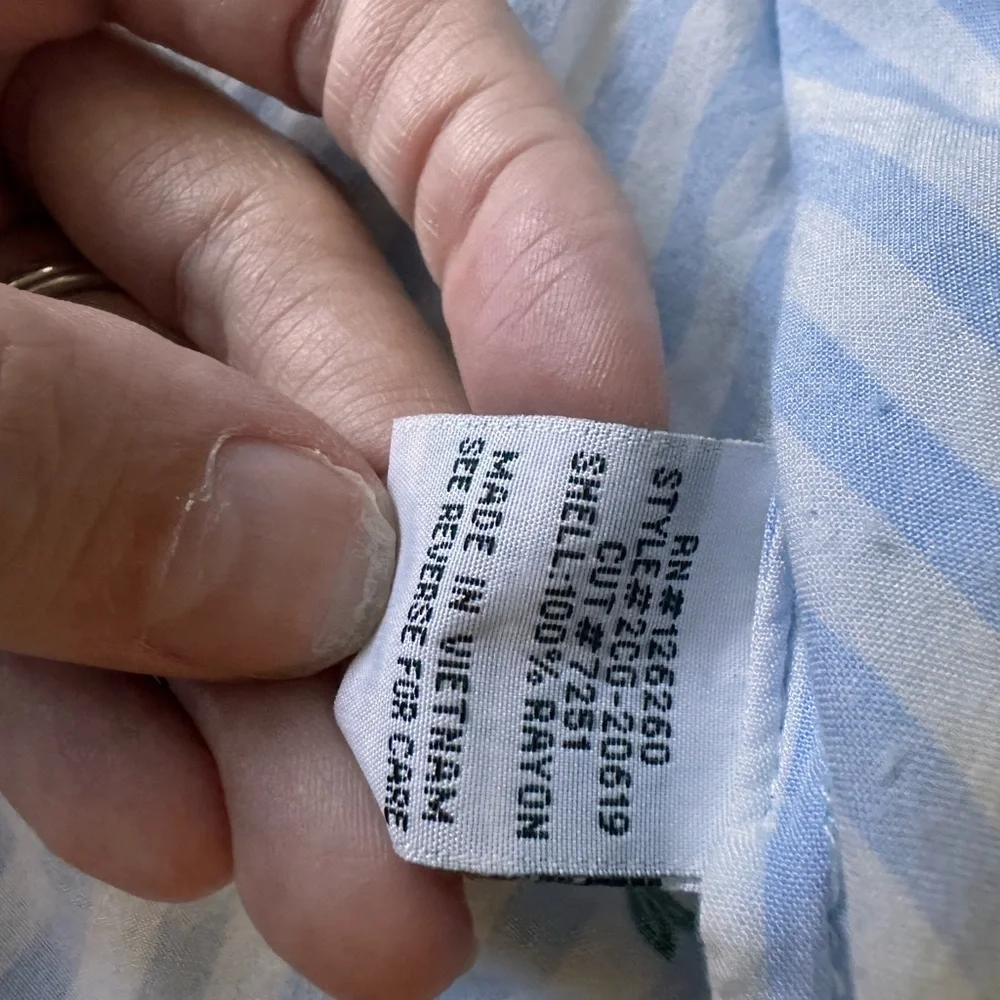 RN#126260
STYLE#2CG-20619
CUT #7251
SHELL:100% RAYON
MADE IN VIETNAM
SEE REVERSE FOR CARE